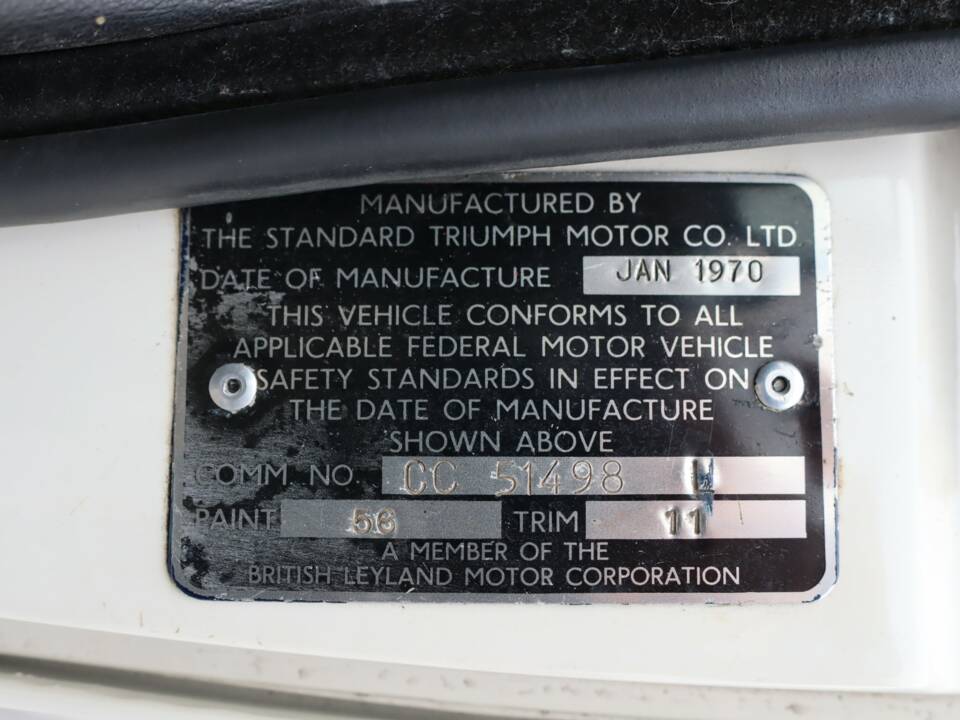 MANUFACTURED BY
THE STANDARD TRIUMPH MOTOR CO. LTD
DATE OF MANUFACTURE JAN 1970
THIS VEHICLE CONFORMS TO ALL
APPLICABLE FEDERAL MOTOR VEHICLE
SAFETY STANDARDS IN EFFECT ON
THE DATE OF MANUFACTURE
SHOWN ABOVE
COMM NO. CC 51498 L
PAINT 56 TRIM 11
A MEMBER OF THE
BRITISH LEYLAND MOTOR CORPORATION